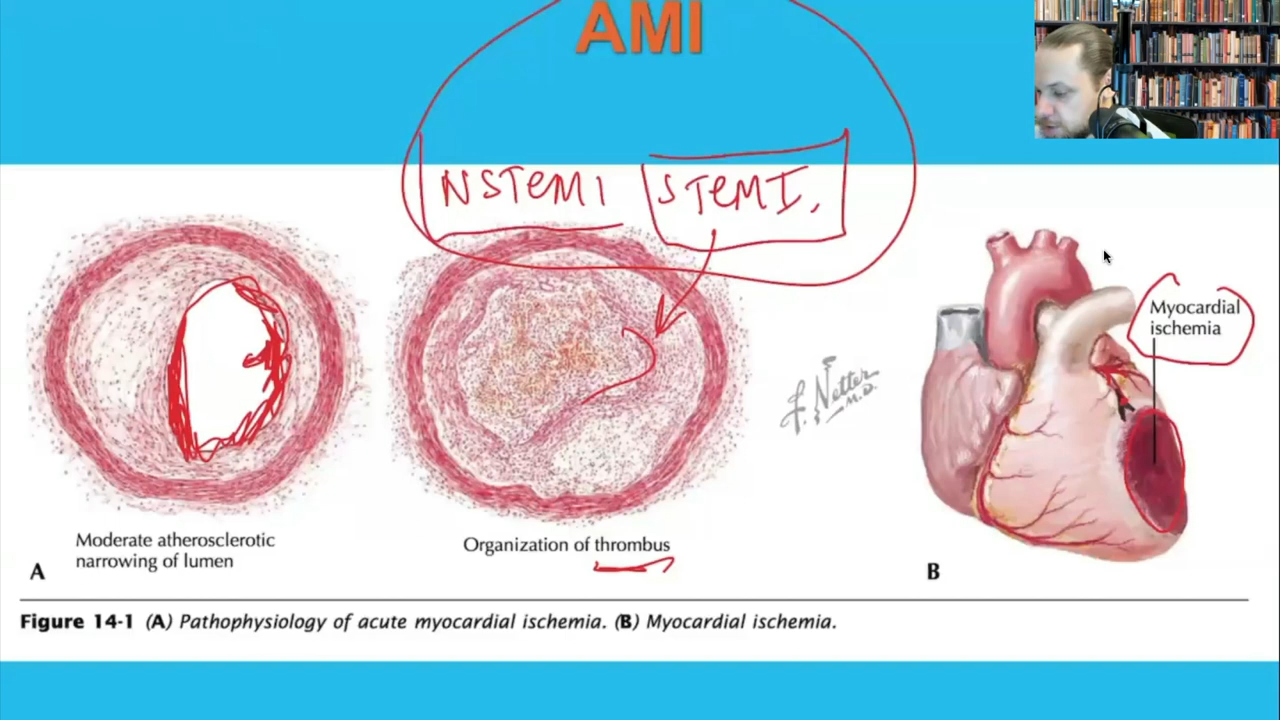 AMI
NSTEMI STEMI.
Myocardial
ischemia
F. Netter
M.D.
Moderate atherosclerotic
narrowing of lumen
Organization of thrombus
A
B
Figure 14-1 (A) Pathophysiology of acute myocardial ischemia. (B) Myocardial ischemia.